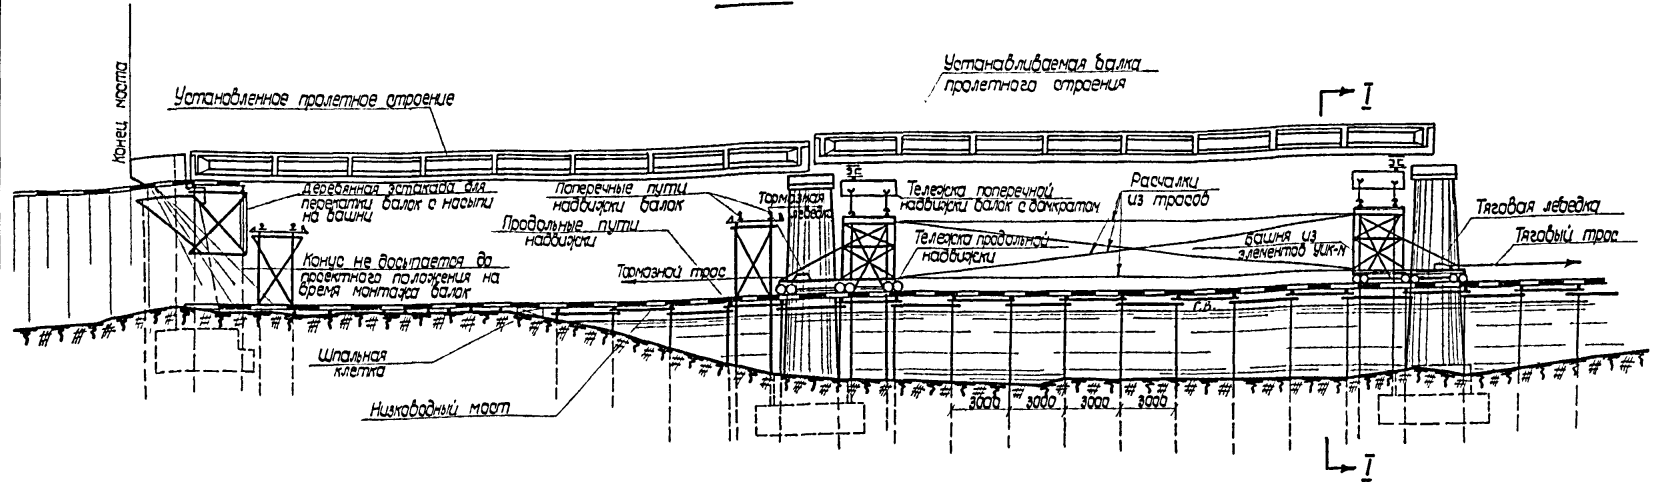 Конец моста
Установленное пролетное строение
Устанавливаемая балка
пролетного строения
I
Деревянная эстакада для
перекатки балок с насыпи
на башни
Поперечные пути
надвижки балок
Тормозная
лебедка
Тележка поперечной
надвижки балок с домкратом
Расчалки
из тросов
Тяговая лебедка
Тяговый трос
Продольные пути
надвижки
Тележка продольной
надвижки
Башня из
элементов УИК-М
Конус не досыпается до
проектного положения на
время монтажа балок
Тормазной трос
Г.В.
Шпальная
клетка
Низководный мост
3000 3000 3000 3000
I